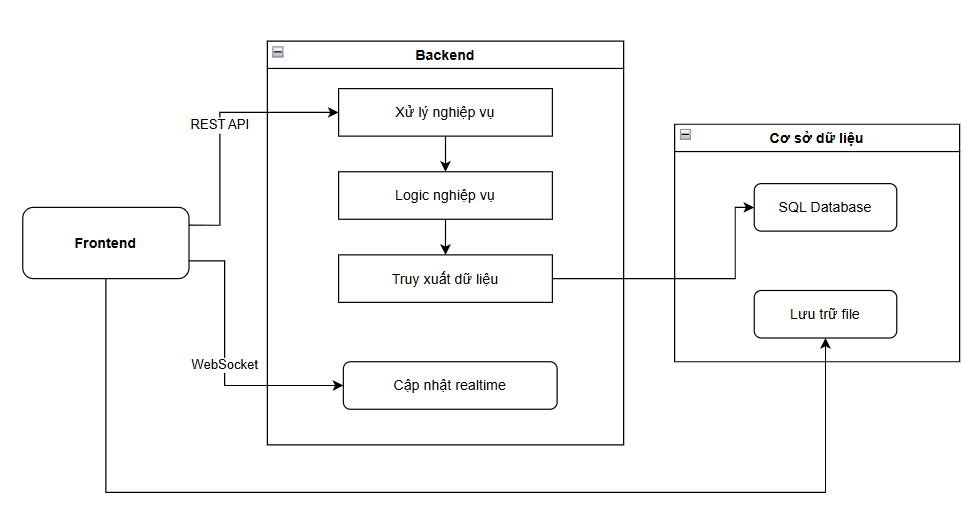 Backend
Xử lý nghiệp vụ
REST API
Cơ sở dữ liệu
Logic nghiệp vụ
SQL Database
Frontend
Truy xuất dữ liệu
Lưu trữ file
WebSocket
Cập nhật realtime